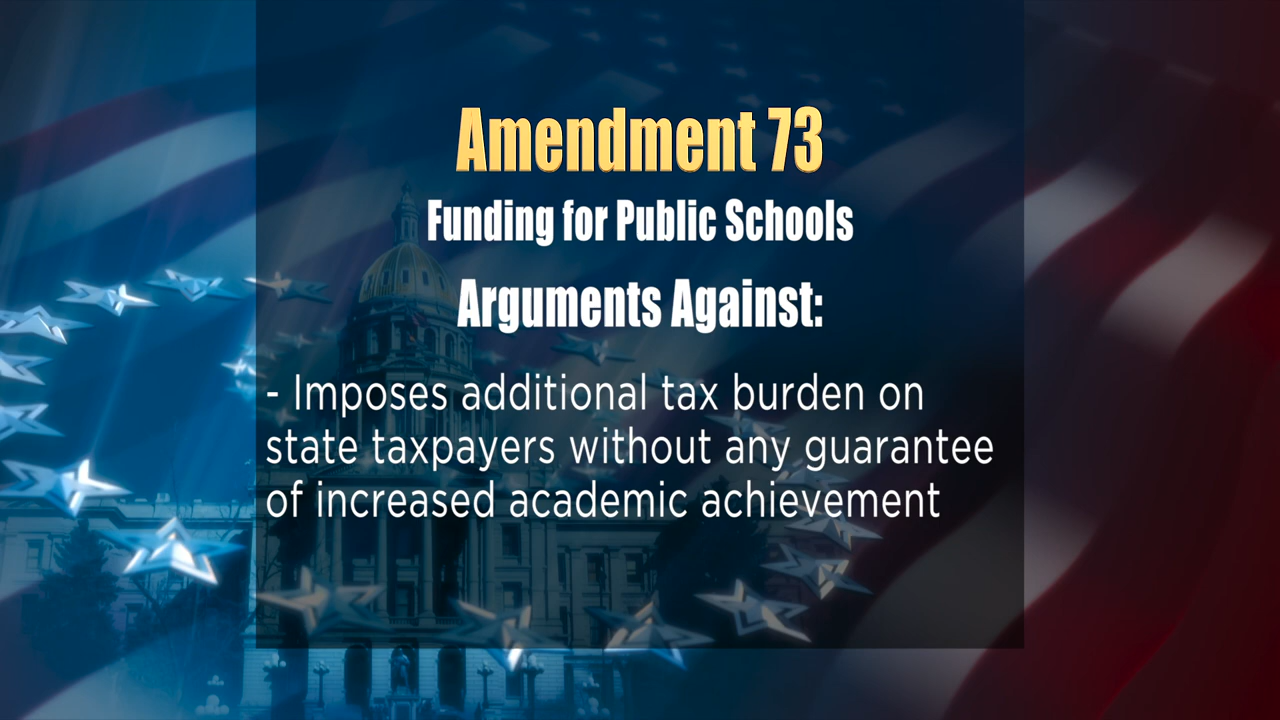 Amendment 73
Funding for Public Schools
Arguments Against:
- Imposes additional tax burden on
state taxpayers without any guarantee
of increased academic achievement